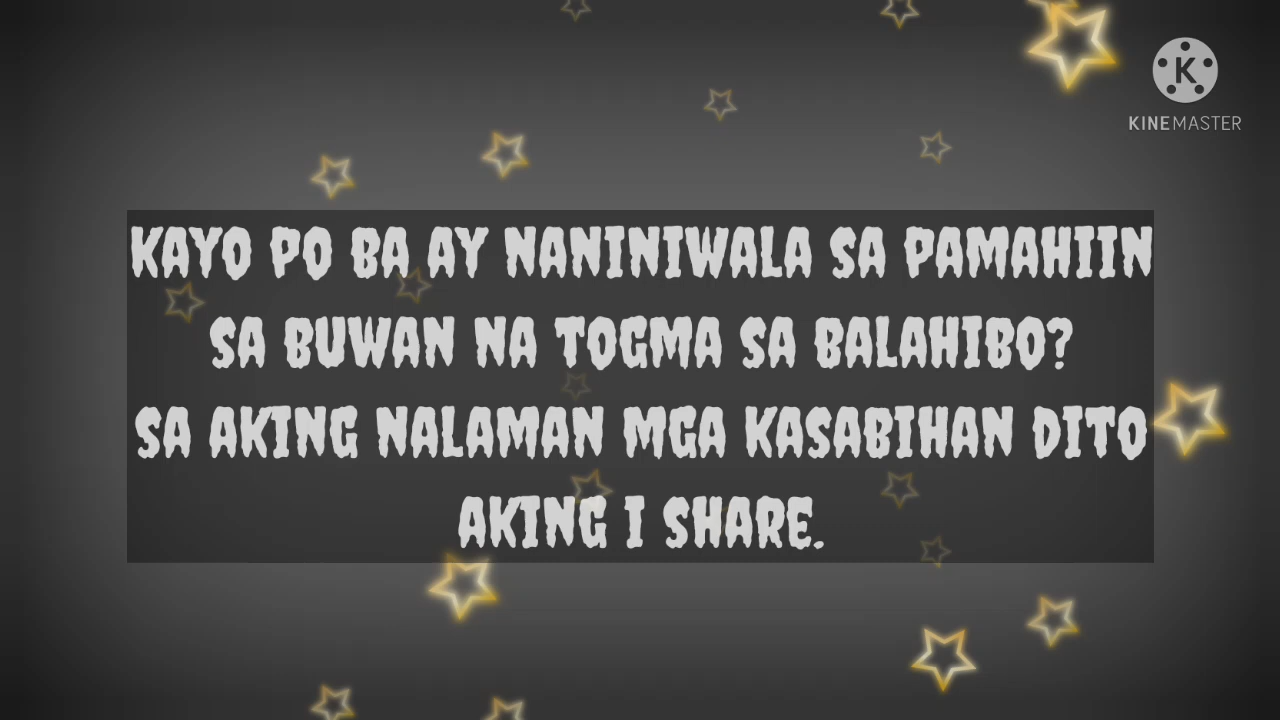 KINEMASTER
KAYO PO BA AY NANINIWALA SA PAMAHIIN
SA BUWAN NA TOGMA SA BALAHIBO?
SA AKING NALAMAN MGA KASABIHAN DITO
AKING I SHARE.